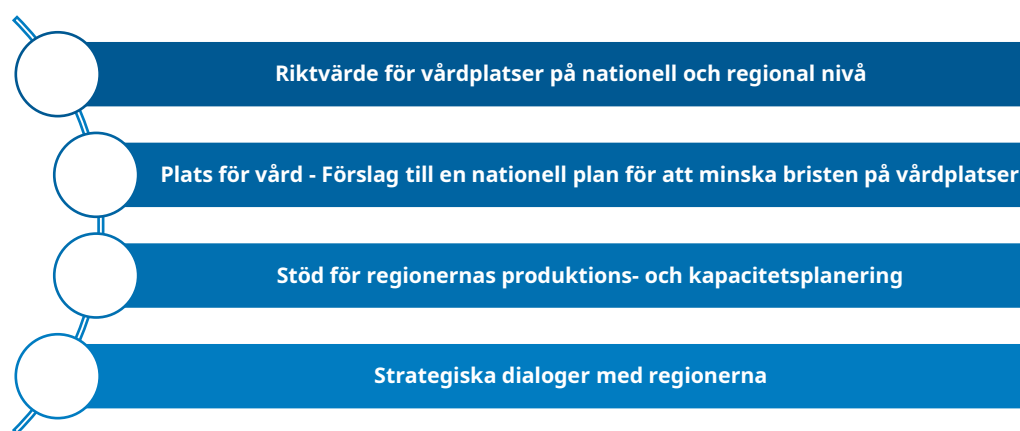 Riktvärde för vårdplatser på nationell och regional nivå
Plats för vård - Förslag till en nationell plan för att minska bristen på vårdplatser
Stöd för regionernas produktions- och kapacitetsplanering
Strategiska dialoger med regionerna